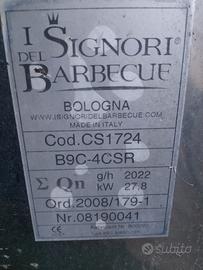 I SIGNORI
DEL BARBECUE
BOLOGNA
WWW.ISIGNORIDELBARBECUE.COM
MADE IN ITALY
Cod.CS1724
B9C-4CSR
Σ Qn g/h 2022
kW 27.8
Ord.2008/179-1
Nr.08190041
subito